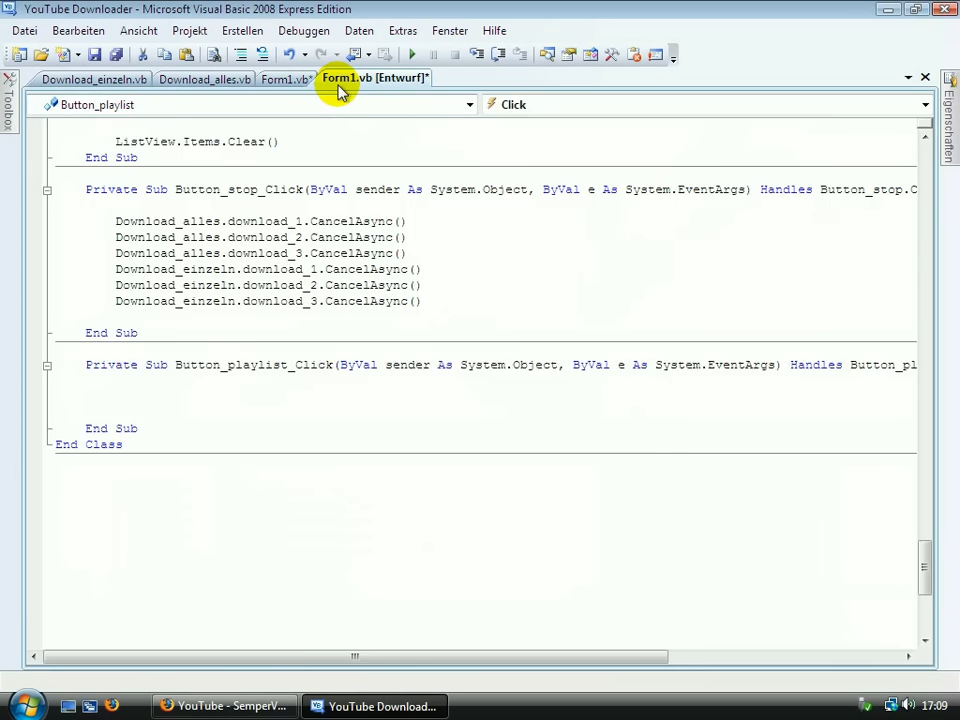 YouTube Downloader - Microsoft Visual Basic 2008 Express Edition
Datei Bearbeiten Ansicht Projekt Erstellen Debuggen Daten Extras Fenster Hilfe
Download_einzeln.vb Download_alles.vb Form1.vb* Form1.vb [Entwurf]*
Toolbox
Eigenschaften
Button_playlist Click
ListView.Items.Clear()
End Sub
Private Sub Button_stop_Click(ByVal sender As System.Object, ByVal e As System.EventArgs) Handles Button_stop.C
Download_alles.download_1.CancelAsync()
Download_alles.download_2.CancelAsync()
Download_alles.download_3.CancelAsync()
Download_einzeln.download_1.CancelAsync()
Download_einzeln.download_2.CancelAsync()
Download_einzeln.download_3.CancelAsync()
End Sub
Private Sub Button_playlist_Click(ByVal sender As System.Object, ByVal e As System.EventArgs) Handles Button_pl
End Sub
End Class
YouTube - SemperV... YouTube Download... 17:09